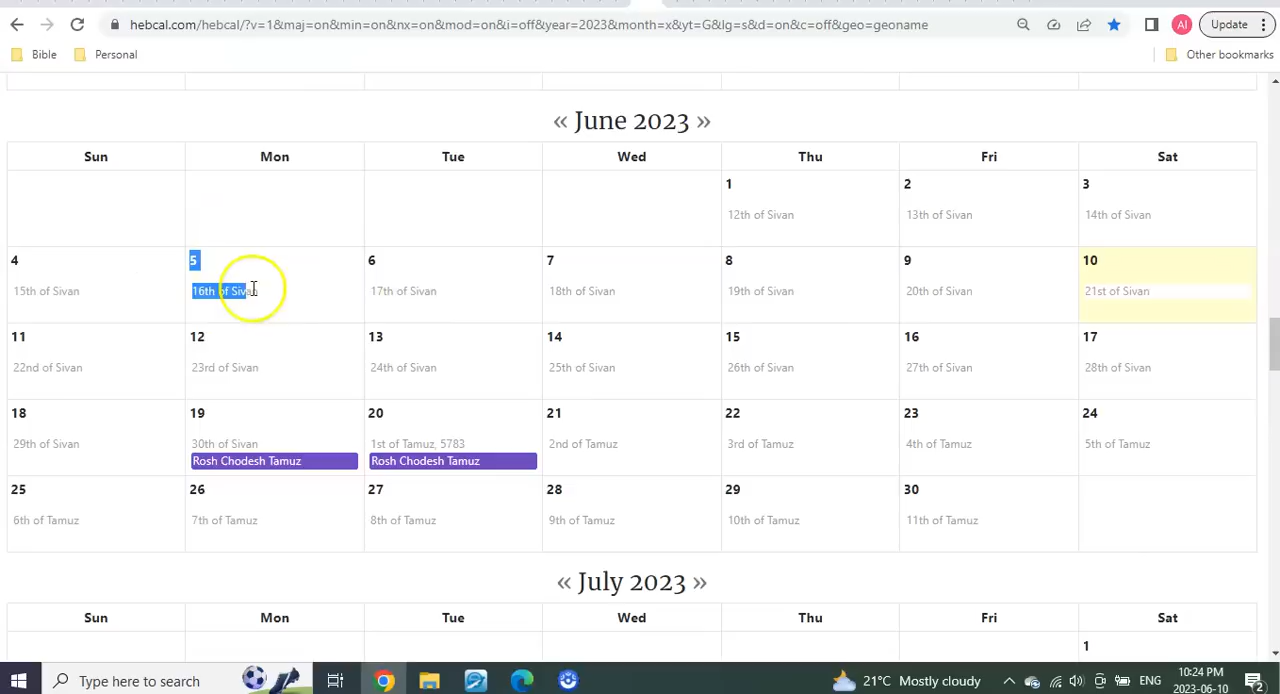 hebcal.com/hebcal/?v=1&maj=on&min=on&nx=on&mod=on&i=off&year=2023&month=x&yt=G&lg=s&d=on&c=off&geo=geoname
AI
Update
Bible
Personal
Other bookmarks
« June 2023 »
Sun Mon Tue Wed Thu Fri Sat
1 2 3
12th of Sivan 13th of Sivan 14th of Sivan
4 5 6 7 8 9 10
15th of Sivan 16th of Sivan 17th of Sivan 18th of Sivan 19th of Sivan 20th of Sivan 21st of Sivan
11 12 13 14 15 16 17
22nd of Sivan 23rd of Sivan 24th of Sivan 25th of Sivan 26th of Sivan 27th of Sivan 28th of Sivan
18 19 20 21 22 23 24
29th of Sivan 30th of Sivan 1st of Tamuz, 5783 2nd of Tamuz 3rd of Tamuz 4th of Tamuz 5th of Tamuz
Rosh Chodesh Tamuz Rosh Chodesh Tamuz
25 26 27 28 29 30
6th of Tamuz 7th of Tamuz 8th of Tamuz 9th of Tamuz 10th of Tamuz 11th of Tamuz
« July 2023 »
Sun Mon Tue Wed Thu Fri Sat
1
Type here to search
21°C Mostly cloudy
ENG
10:24 PM
2023-06-10
2